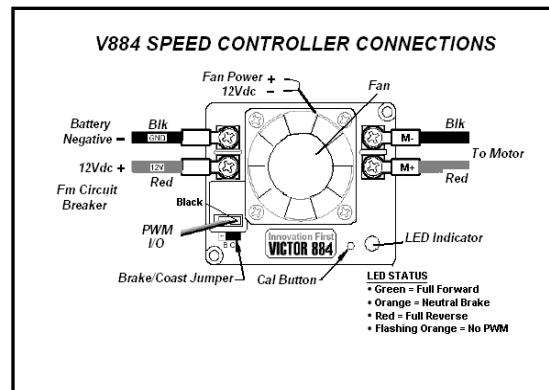 V884 SPEED CONTROLLER CONNECTIONS
Fan Power +
12Vdc -
Fan
Battery
Negative -
Blk
GND
M-
Blk
To Motor
12Vdc +
12V
M+
Fm Circuit
Breaker
Red
Red
Black
PWM
I/O
B C
Innovation First
VICTOR 884
LED Indicator
Brake/Coast Jumper
Cal Button
LED STATUS
• Green = Full Forward
• Orange = Neutral Brake
• Red = Full Reverse
• Flashing Orange = No PWM